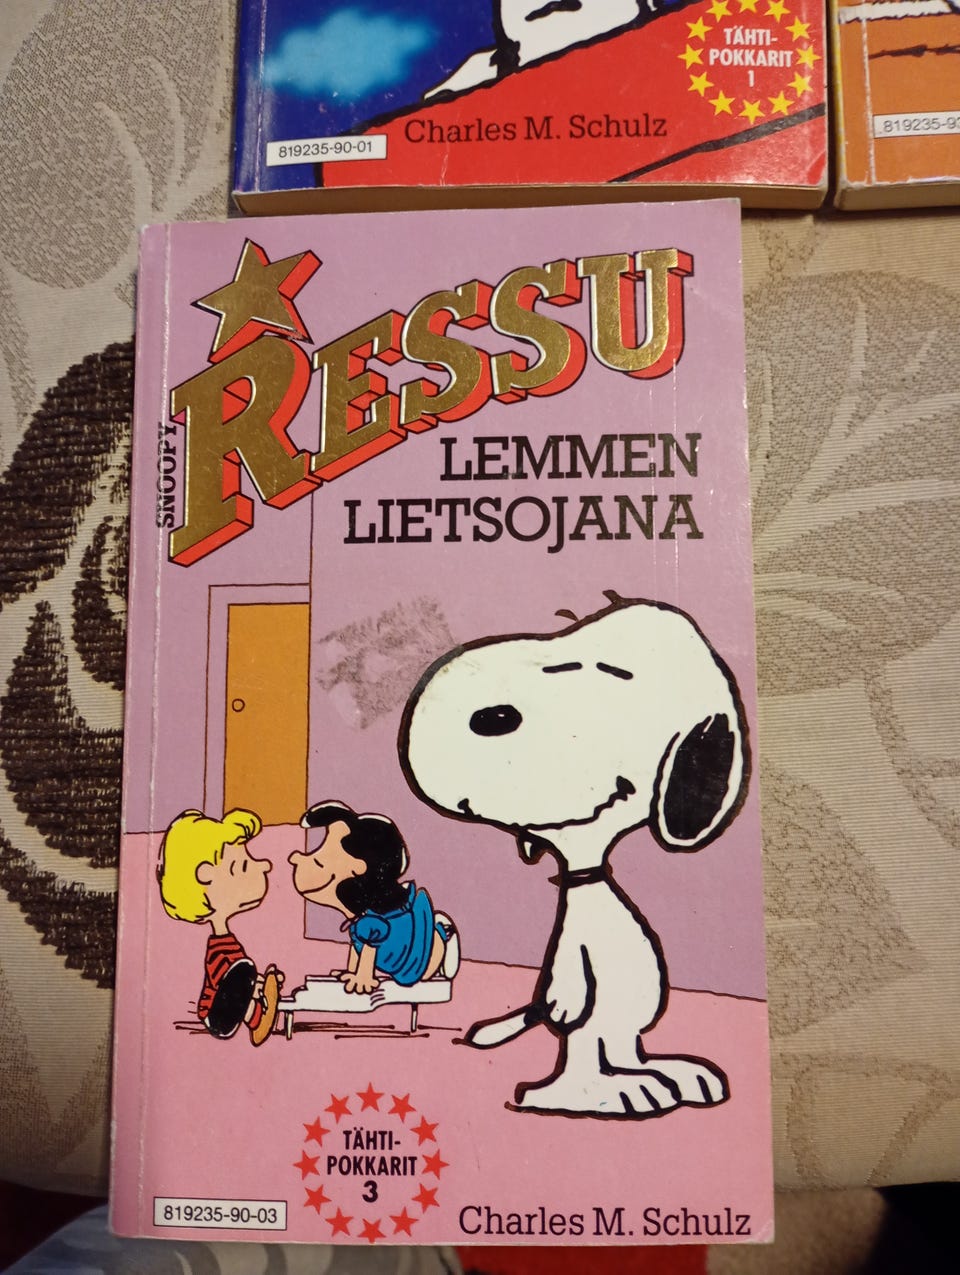 TÄHTI-
POKKARIT
1
Charles M. Schulz
819235-90-01
RESSU
SNOOPY
LEMMEN
LIETSOJANA
TÄHTI-
POKKARIT
3
819235-90-03
Charles M. Schulz